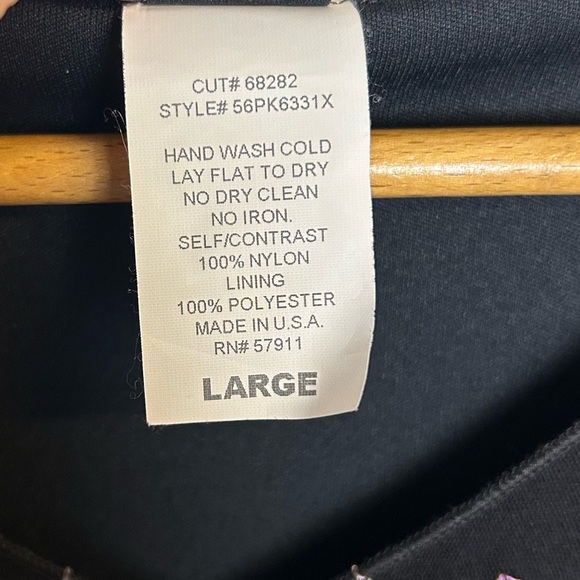 CUT# 68282
STYLE# 56PK6331X
HAND WASH COLD
LAY FLAT TO DRY
NO DRY CLEAN
NO IRON.
SELF/CONTRAST
100% NYLON
LINING
100% POLYESTER
MADE IN U.S.A.
RN# 57911
LARGE